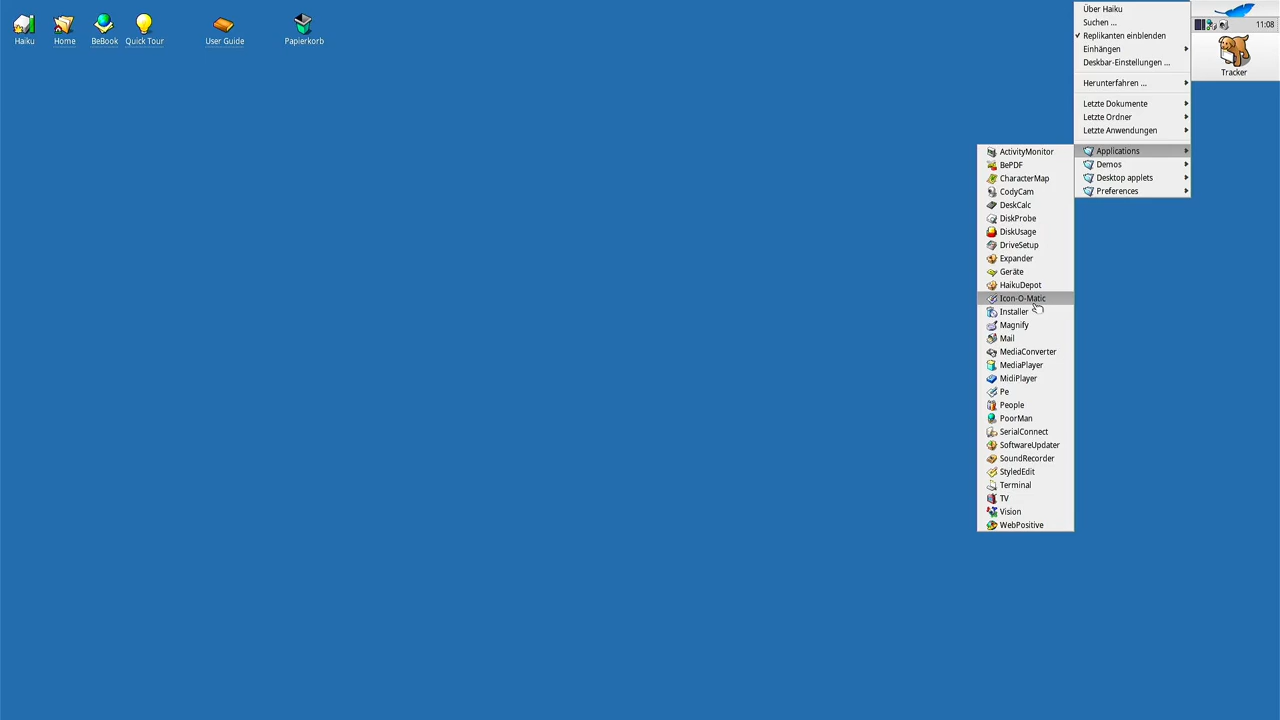 Haiku
Home
BeBook
Quick Tour
User Guide
Papierkorb
Über Haiku
Suchen ...
Replikanten einblenden
Einhängen
Deskbar-Einstellungen ...
Herunterfahren ...
Letzte Dokumente
Letzte Ordner
Letzte Anwendungen
Applications
Demos
Desktop applets
Preferences
11:08
Tracker
ActivityMonitor
BePDF
CharacterMap
CodyCam
DeskCalc
DiskProbe
DiskUsage
DriveSetup
Expander
Geräte
HaikuDepot
Icon-O-Matic
Installer
Magnify
Mail
MediaConverter
MediaPlayer
MidiPlayer
Pe
People
PoorMan
SerialConnect
SoftwareUpdater
SoundRecorder
StyledEdit
Terminal
TV
Vision
WebPositive